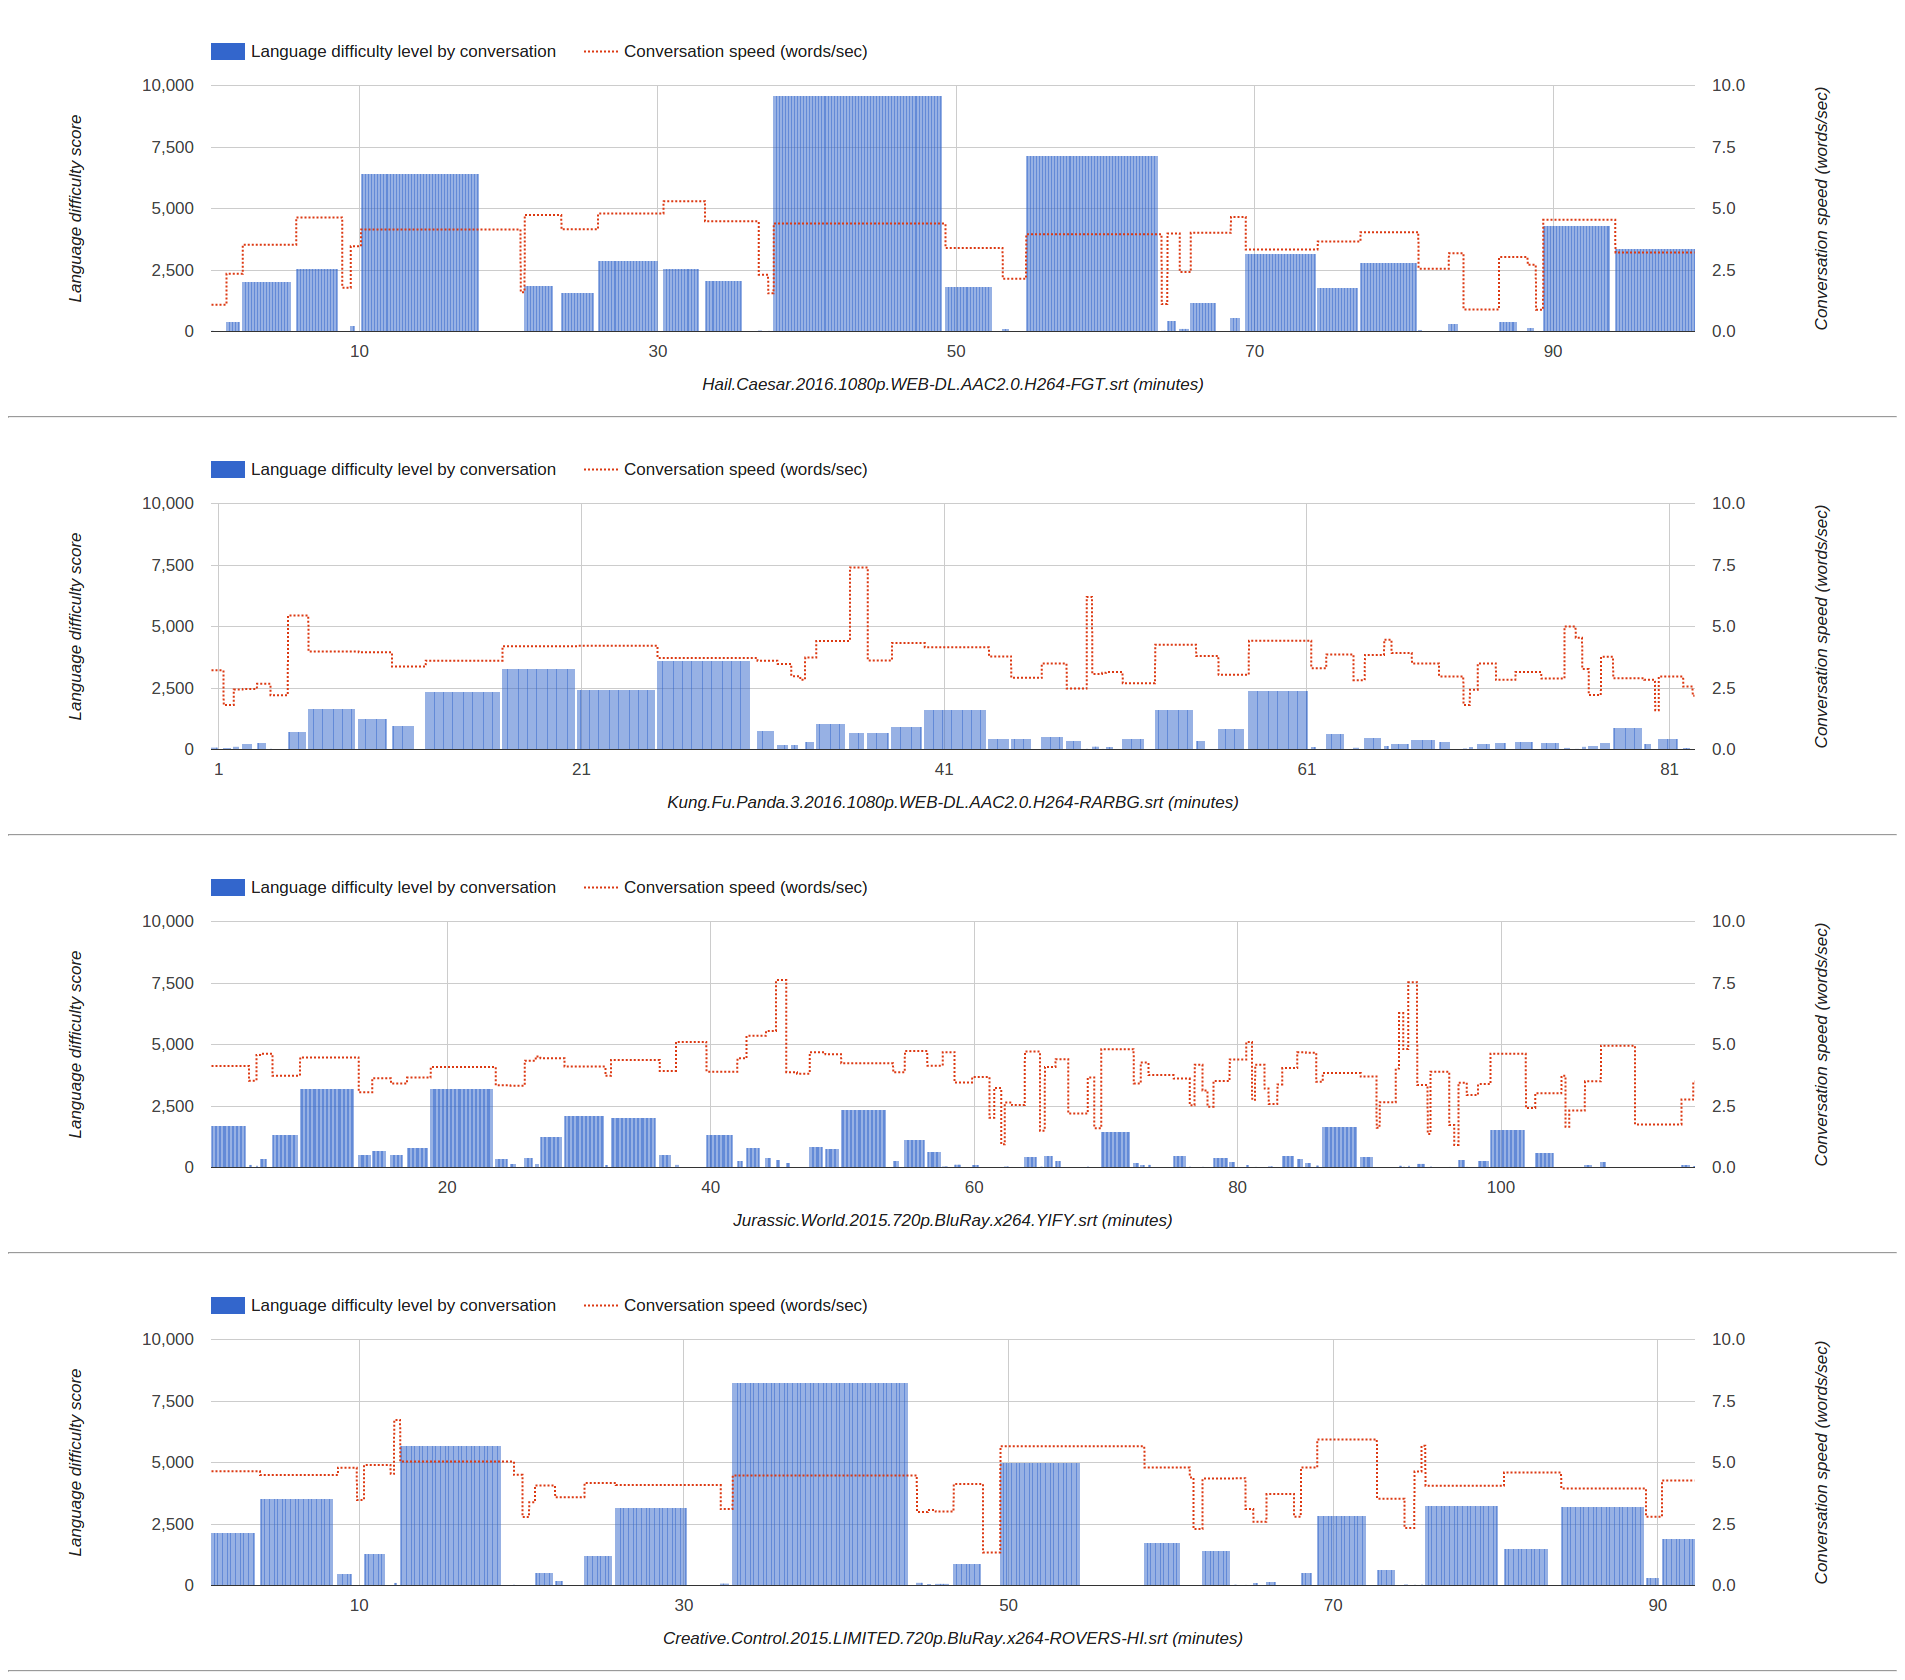 Language difficulty level by conversation Conversation speed (words/sec)
10,000 10.0
7,500 7.5
5,000 5.0
2,500 2.5
0 0.0
Language difficulty score
Conversation speed (words/sec)
10 30 50 70 90
Hail.Caesar.2016.1080p.WEB-DL.AAC2.0.H264-FGT.srt (minutes)
Language difficulty level by conversation Conversation speed (words/sec)
10,000 10.0
7,500 7.5
5,000 5.0
2,500 2.5
0 0.0
Language difficulty score
Conversation speed (words/sec)
1 21 41 61 81
Kung.Fu.Panda.3.2016.1080p.WEB-DL.AAC2.0.H264-RARBG.srt (minutes)
Language difficulty level by conversation Conversation speed (words/sec)
10,000 10.0
7,500 7.5
5,000 5.0
2,500 2.5
0 0.0
Language difficulty score
Conversation speed (words/sec)
20 40 60 80 100
Jurassic.World.2015.720p.BluRay.x264.YIFY.srt (minutes)
Language difficulty level by conversation Conversation speed (words/sec)
10,000 10.0
7,500 7.5
5,000 5.0
2,500 2.5
0 0.0
Language difficulty score
Conversation speed (words/sec)
10 30 50 70 90
Creative.Control.2015.LIMITED.720p.BluRay.x264-ROVERS-HI.srt (minutes)